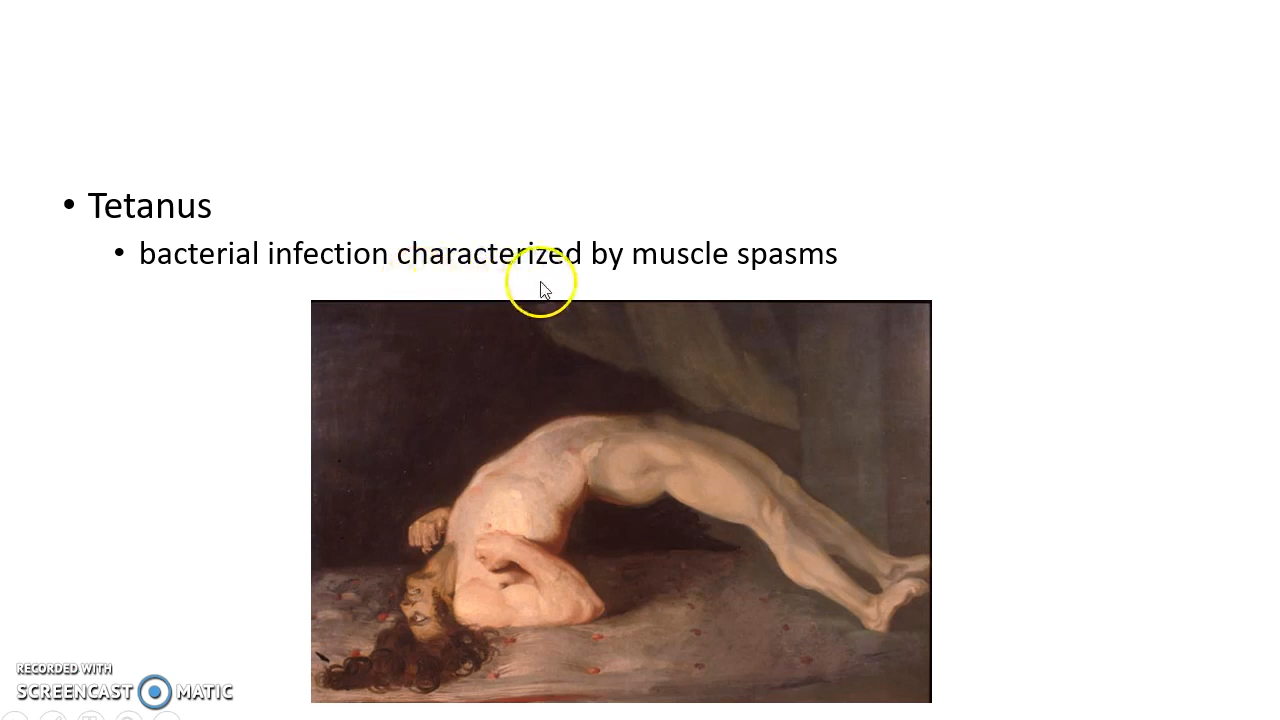 • Tetanus
• bacterial infection characterized by muscle spasms
RECORDED WITH
SCREENCAST MATIC